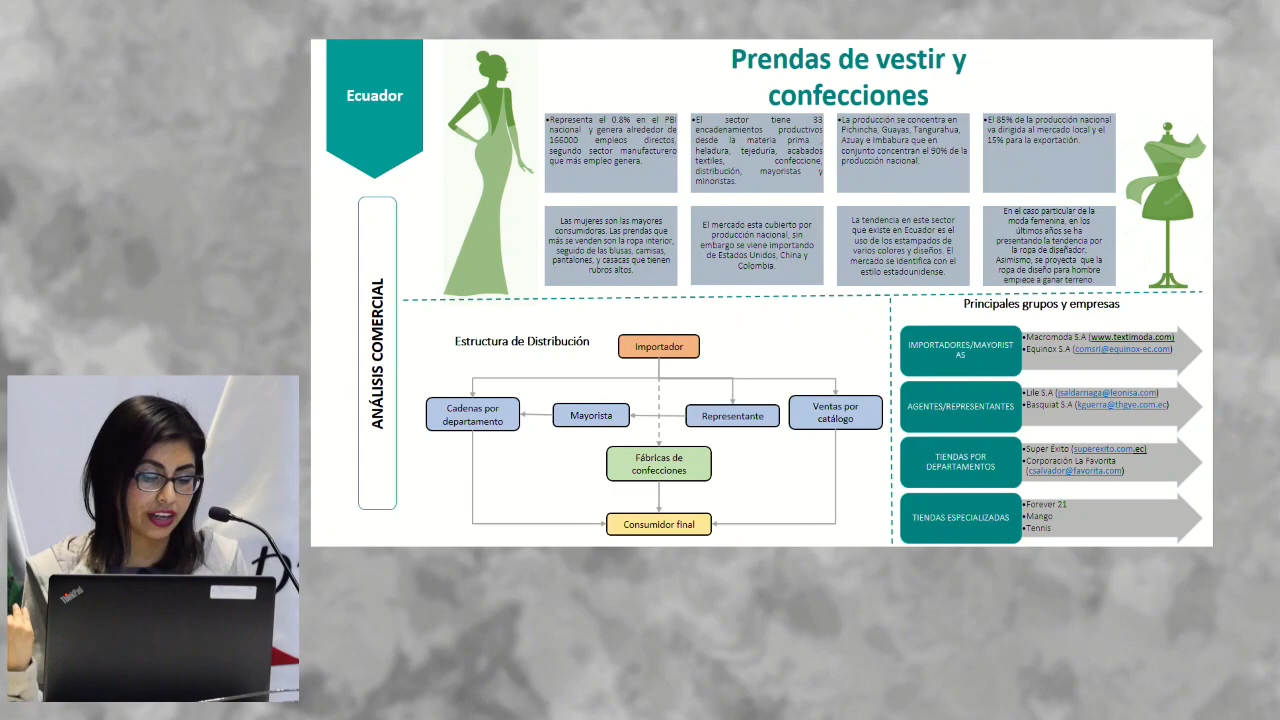 Ecuador
Prendas de vestir y
confecciones
•Representa el 0.8% en el PBI
nacional y genera alrededor de
166000 empleos directos,
segundo sector manufacturero
que más empleo genera.
•El sector tiene 33
encadenamientos productivos
desde la materia prima ,
heladura, tejeduría, acabados
textiles, confeccione,
distribución, mayoristas y
minoristas.
•La producción se concentra en
Pichincha, Guayas, Tangurahua,
Azuay e Imbabura que en
conjunto concentran el 90% de la
producción nacional.
•El 85% de la producción nacional
va dirigida al mercado local y el
15% para la exportación.
Las mujeres son las mayores
consumidoras. Las prendas que
más se venden son la ropa interior,
seguido de las blusas, camisas,
pantalones, y casacas que tienen
rubros altos.
El mercado esta cubierto por
producción nacional, sin
embargo se viene importando
de Estados Unidos, China y
Colombia.
La tendencia en este sector
que existe en Ecuador es el
uso de los estampados de
varios colores y diseños. El
mercado se identifica con el
estilo estadounidense.
En el caso particular de la
moda femenina, en los
últimos años se ha
presentando la tendencia por
la ropa de diseñador.
Asimismo, se proyecta que la
ropa de diseño para hombre
empiece a ganar terreno.
ANÁLISIS COMERCIAL
Estructura de Distribución
Importador
Cadenas por
departamento
Mayorista
Representante
Ventas por
catálogo
Fábricas de
confecciones
Consumidor final
Principales grupos y empresas
IMPORTADORES/MAYORIST
AS
•Macromoda S.A (www.textimoda.com)
•Equinox S.A (comsri@equinox-ec.com)
AGENTES/REPRESENTANTES
•Lile S:A (jsaldarriaga@leonisa.com)
•Basquiat S.A (kguerra@thgye.com.ec)
TIENDAS POR
DEPARTAMENTOS
•Super Exito (superexito.com.ec)
•Corporación La Favorita
(csalvador@favorita.com)
TIENDAS ESPECIALIZADAS
•Forever 21
•Mango
•Tennis
ThinkPad